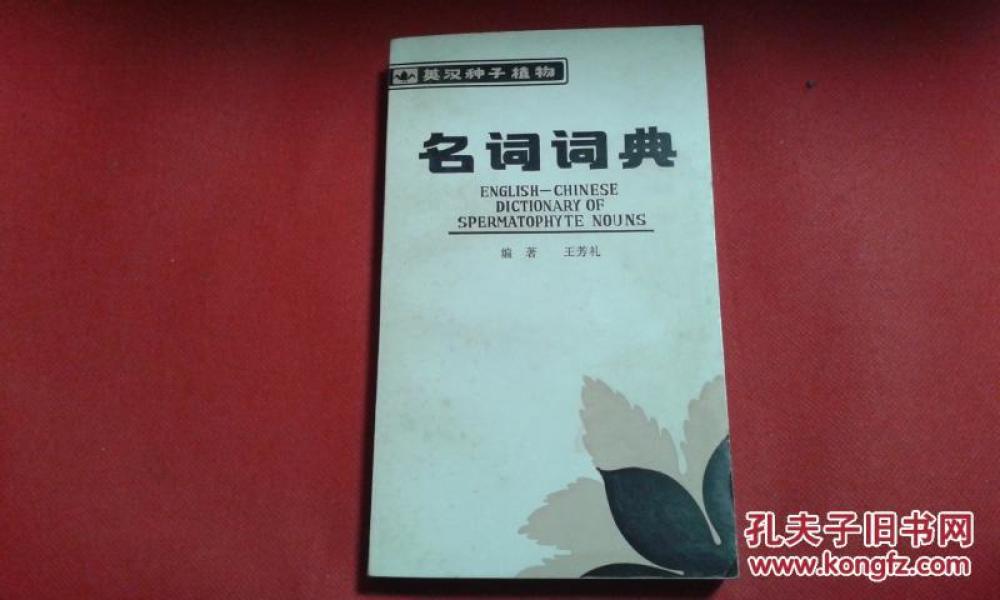 英汉种子植物
名词词典
ENGLISH—CHINESE
DICTIONARY OF
SPERMATOPHYTE NOUNS
编 著 王芳礼
孔夫子旧书网
www.kongfz.com